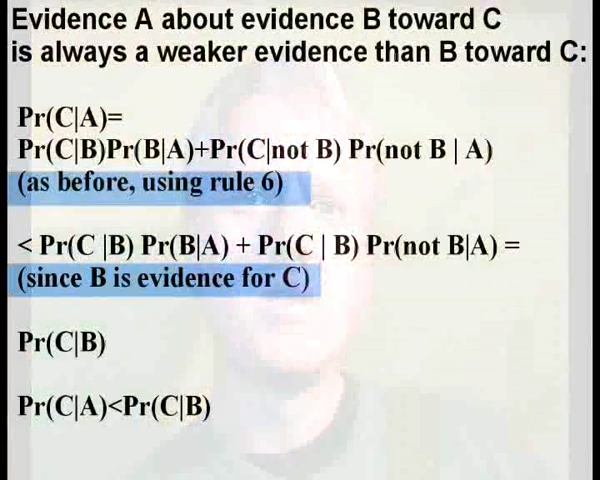 Evidence A about evidence B toward C
is always a weaker evidence than B toward C:
Pr(C|A)=
Pr(C|B)Pr(B|A)+Pr(C|not B) Pr(not B | A)
(as before, using rule 6)
< Pr(C |B) Pr(B|A) + Pr(C | B) Pr(not B|A) =
(since B is evidence for C)
Pr(C|B)
Pr(C|A)<Pr(C|B)